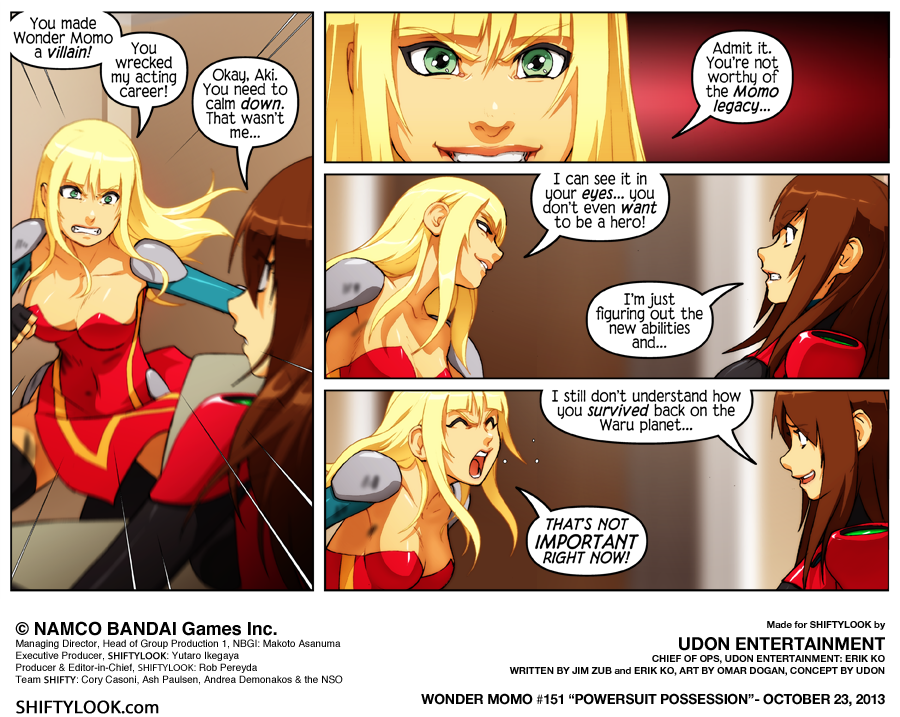 You made
Wonder Momo
a villain!
You
wrecked
my acting
career!
Okay, Aki.
You need to
calm down.
That wasn't
me...
Admit it.
You're not
worthy of
the Momo
legacy...
I can see it in
your eyes... you
don't even want
to be a hero!
I'm just
figuring out the
new abilities
and...
I still don't understand how
you survived back on the
Waru planet...
THAT'S NOT
IMPORTANT
RIGHT NOW!
© NAMCO BANDAI Games Inc.
Managing Director, Head of Group Production 1, NBGI: Makoto Asanuma
Executive Producer, SHIFTYLOOK: Yutaro Ikegaya
Producer & Editor-in-Chief, SHIFTYLOOK: Rob Pereyda
Team SHIFTY: Cory Casoni, Ash Paulsen, Andrea Demonakos & the NSO
SHIFTYLOOK.com
Made for SHIFTYLOOK by
UDON ENTERTAINMENT
CHIEF OF OPS, UDON ENTERTAINMENT: ERIK KO
WRITTEN BY JIM ZUB and ERIK KO, ART BY OMAR DOGAN, CONCEPT BY UDON
WONDER MOMO #151 “POWERSUIT POSSESSION”- OCTOBER 23, 2013